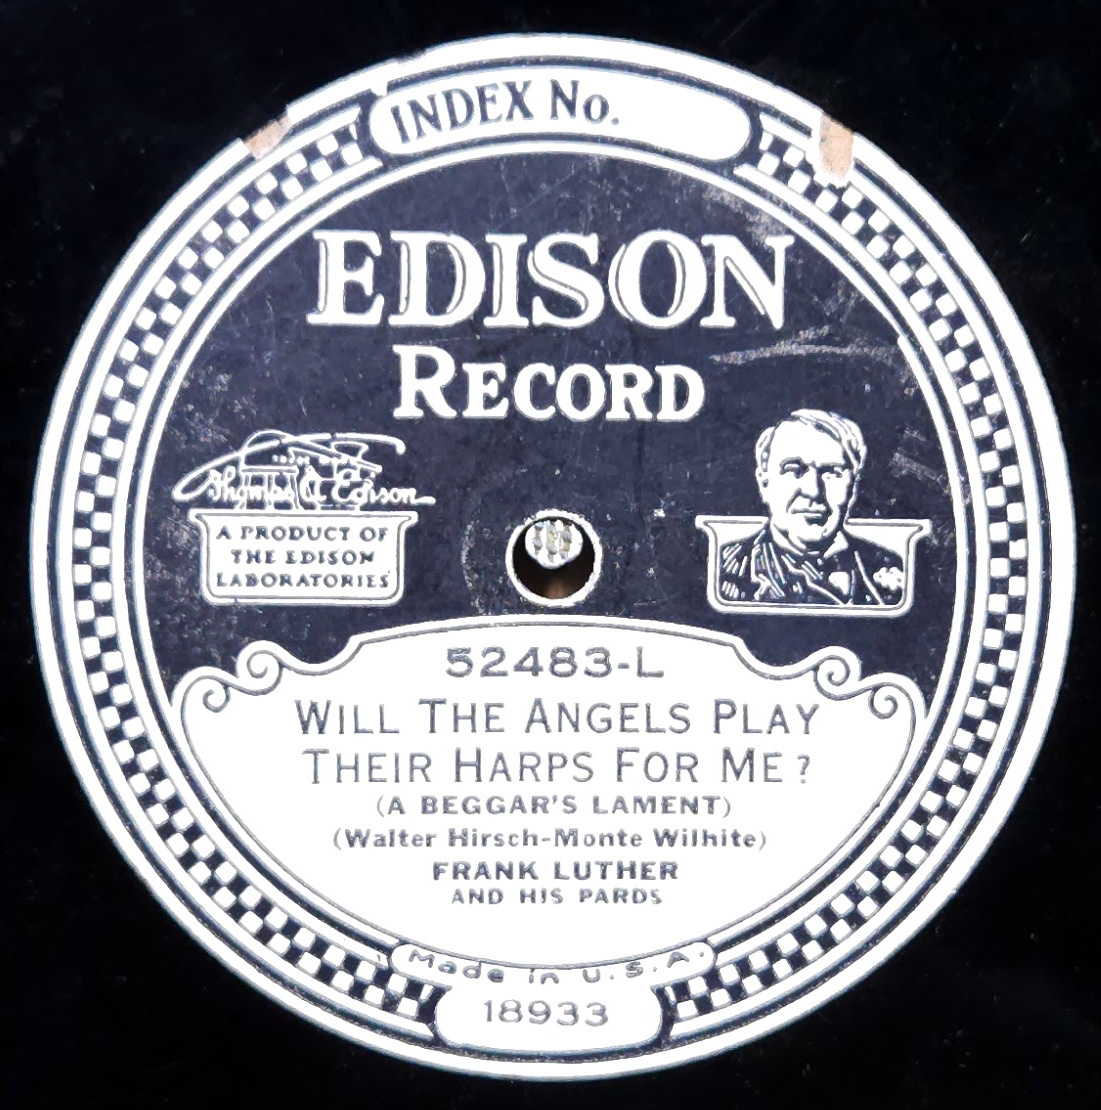 INDEX No.
EDISON
RECORD
Thomas A Edison
A PRODUCT OF
THE EDISON
LABORATORIES
52483-L
WILL THE ANGELS PLAY
THEIR HARPS FOR ME?
(A BEGGAR'S LAMENT)
(Walter Hirsch-Monte Wilhite)
FRANK LUTHER
AND HIS PARDS
Made in U.S.A.
18933